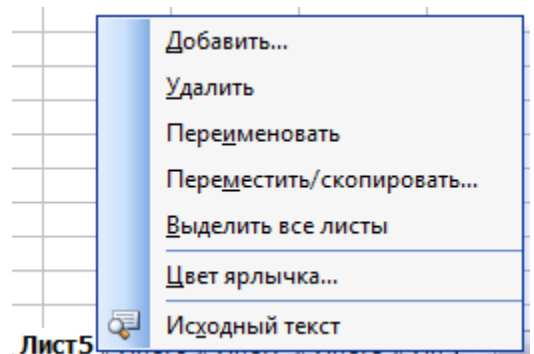 Добавить...
Удалить
Переименовать
Переместить/скопировать...
Выделить все листы
Цвет ярлычка...
Исходный текст
Лист5